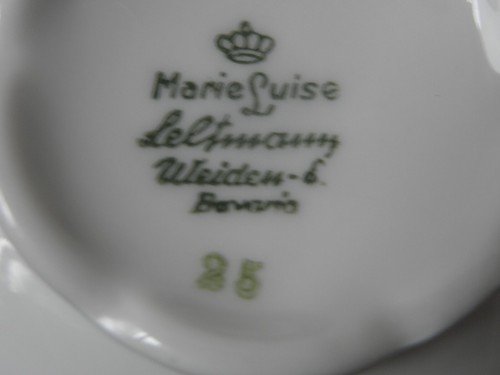 Marie Luise
Seltmann
Weiden-6.
Bavaria
25